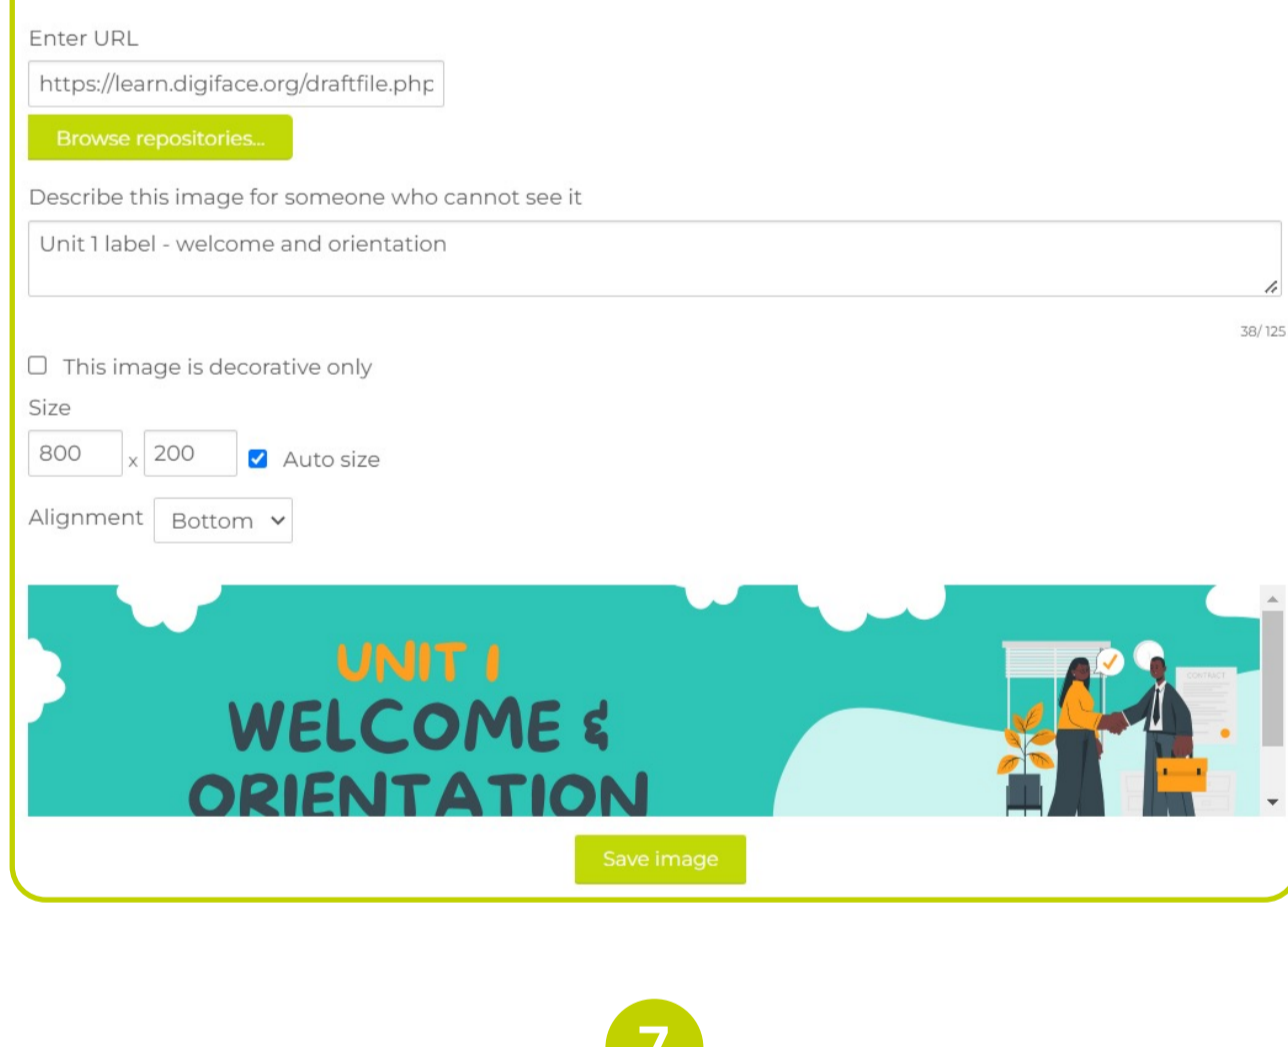 Enter URL
https://learn.digiface.org/draftfile.php
Browse repositories...
Describe this image for someone who cannot see it
Unit 1 label - welcome and orientation
38/125
This image is decorative only
Size
800 x 200 Auto size
Alignment Bottom
UNIT 1
WELCOME &
ORIENTATION
CONTRACT
Save image
7